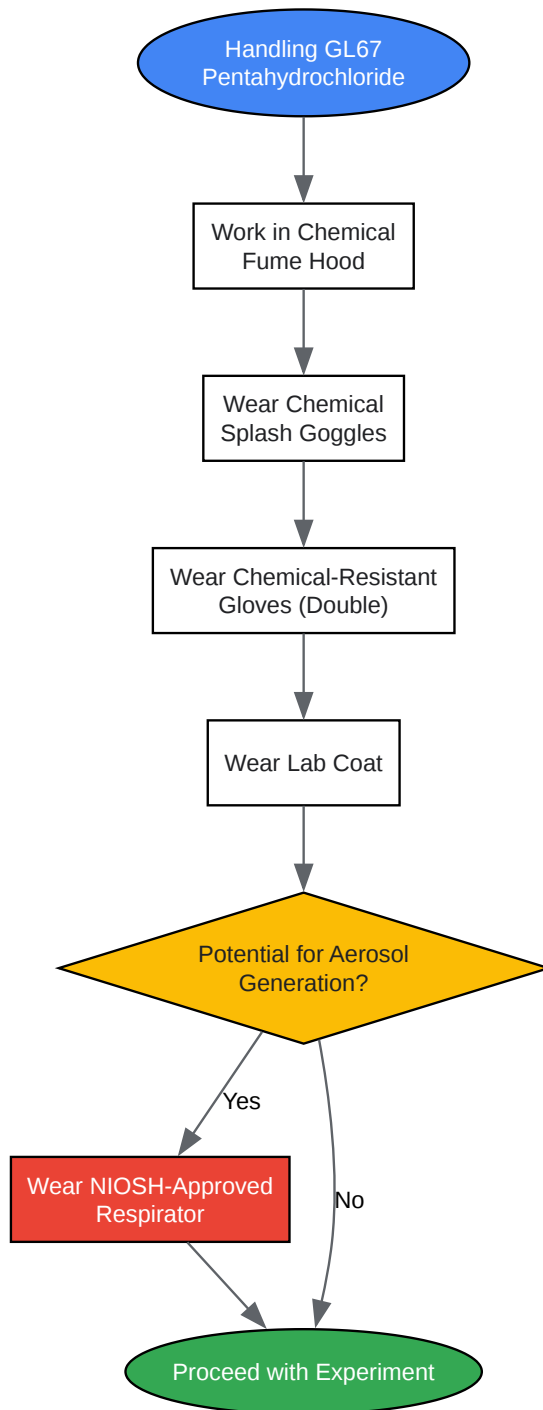 Handling GL67
Pentahydrochloride
Work in Chemical
Fume Hood
Wear Chemical
Splash Goggles
Wear Chemical-Resistant
Gloves (Double)
Wear Lab Coat
Potential for Aerosol
Generation?
Yes
Wear NIOSH-Approved
Respirator
No
Proceed with Experiment